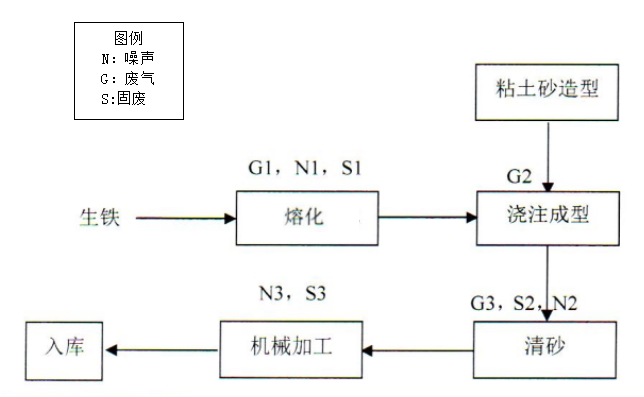 图例
N：噪声
G：废气
S:固废
粘土砂造型
G1，N1，S1
G2
生铁
熔化
浇注成型
N3，S3
G3，S2，N2
入库
机械加工
清砂